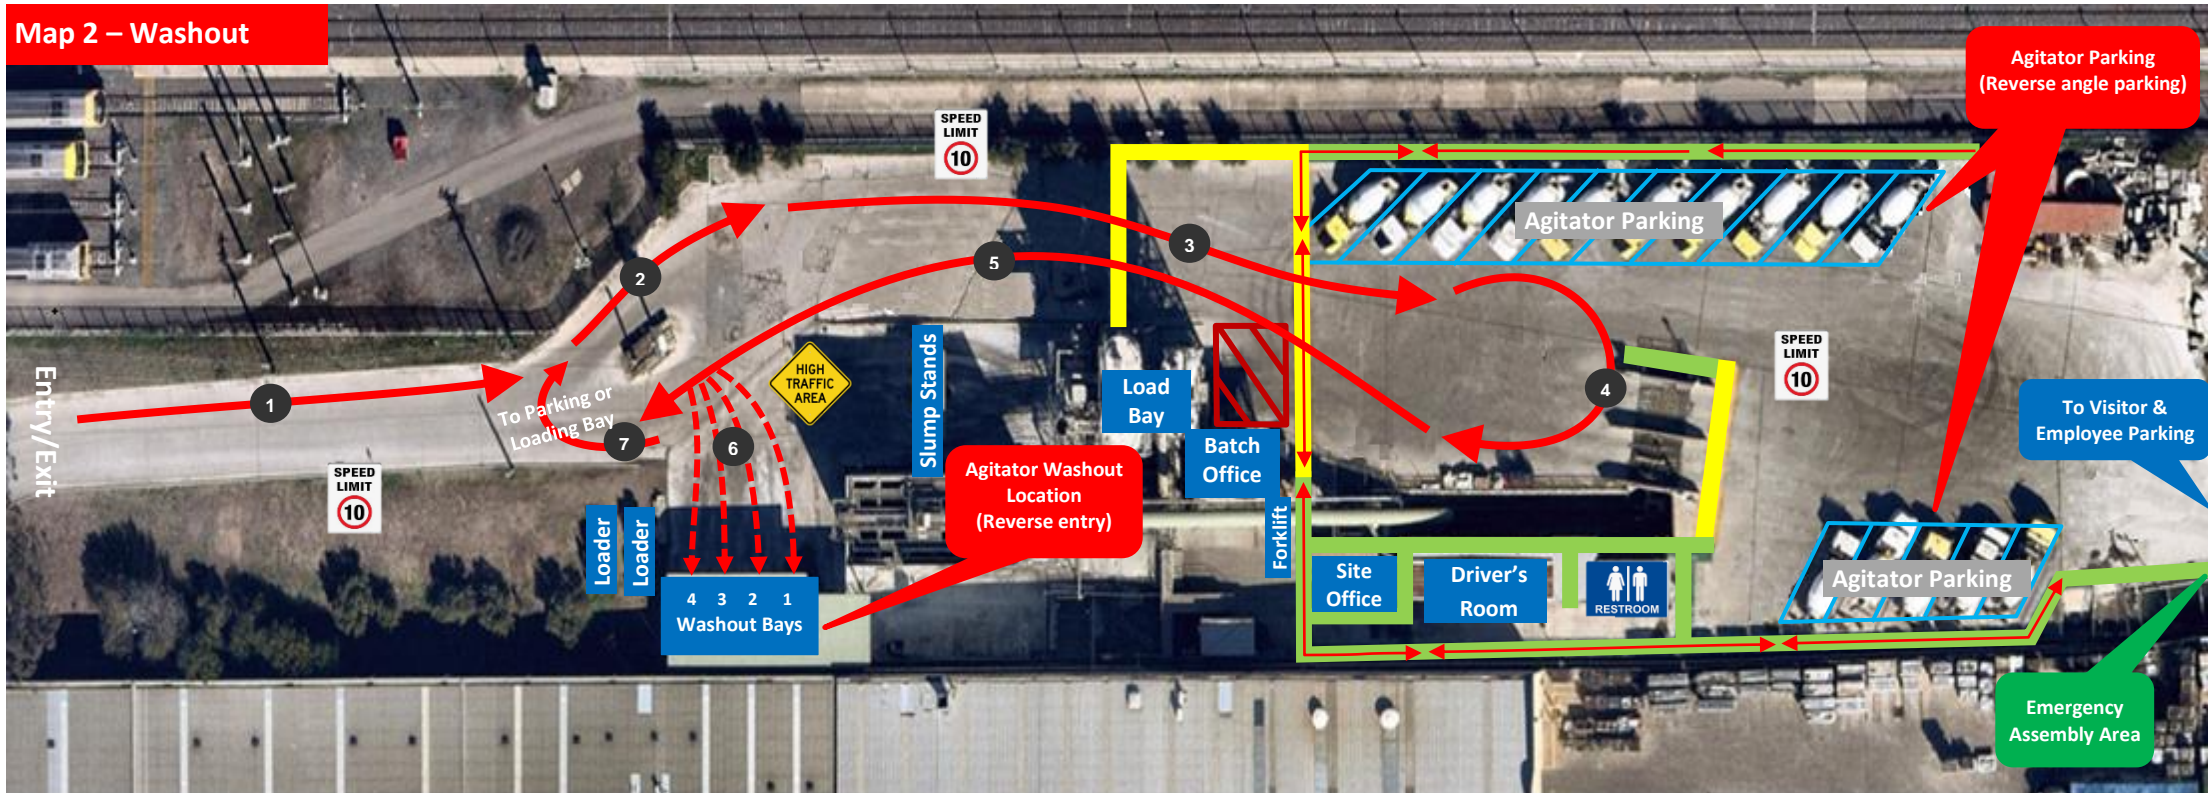 Map 2 – Washout
Agitator Parking
(Reverse angle parking)
SPEED
LIMIT
10
Agitator Parking
2
3
5
Entry/Exit
1
To Parking or
Loading Bay
7
6
HIGH
TRAFFIC
AREA
Slump Stands
Load
Bay
Batch
Office
4
SPEED
LIMIT
10
To Visitor &
Employee Parking
SPEED
LIMIT
10
Agitator Washout
Location
(Reverse entry)
Loader
Loader
Forklift
4 3 2 1
Washout Bays
Site
Office
Driver's
Room
RESTROOM
Agitator Parking
Emergency
Assembly Area